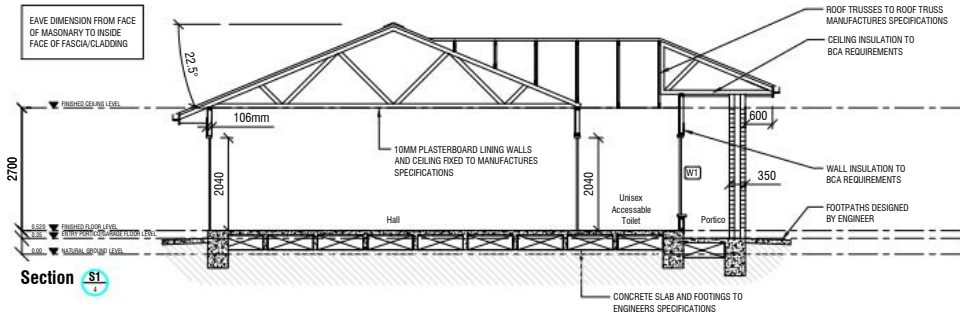 EAVE DIMENSION FROM FACE
OF MASONARY TO INSIDE
FACE OF FASCIA/CLADDING
ROOF TRUSSES TO ROOF TRUSS
MANUFACTURES SPECIFICATIONS
CEILING INSULATION TO
BCA REQUIREMENTS
22.5°
FINISHED CEILING LEVEL
106mm
600
10MM PLASTERBOARD LINING WALLS
AND CEILING FIXED TO MANUFACTURES
SPECIFICATIONS
WALL INSULATION TO
BCA REQUIREMENTS
2700
2040
2040
W1
350
Unisex
Accessable
Toilet
Hall
Portico
FOOTPATHS DESIGNED
BY ENGINEER
0.520 FINISHED FLOOR LEVEL
0.35 ENTRY PORTICO/GARAGE FLOOR LEVEL
0.00 NATURAL GROUND LEVEL
Section S1
4
CONCRETE SLAB AND FOOTINGS TO
ENGINEERS SPECIFICATIONS